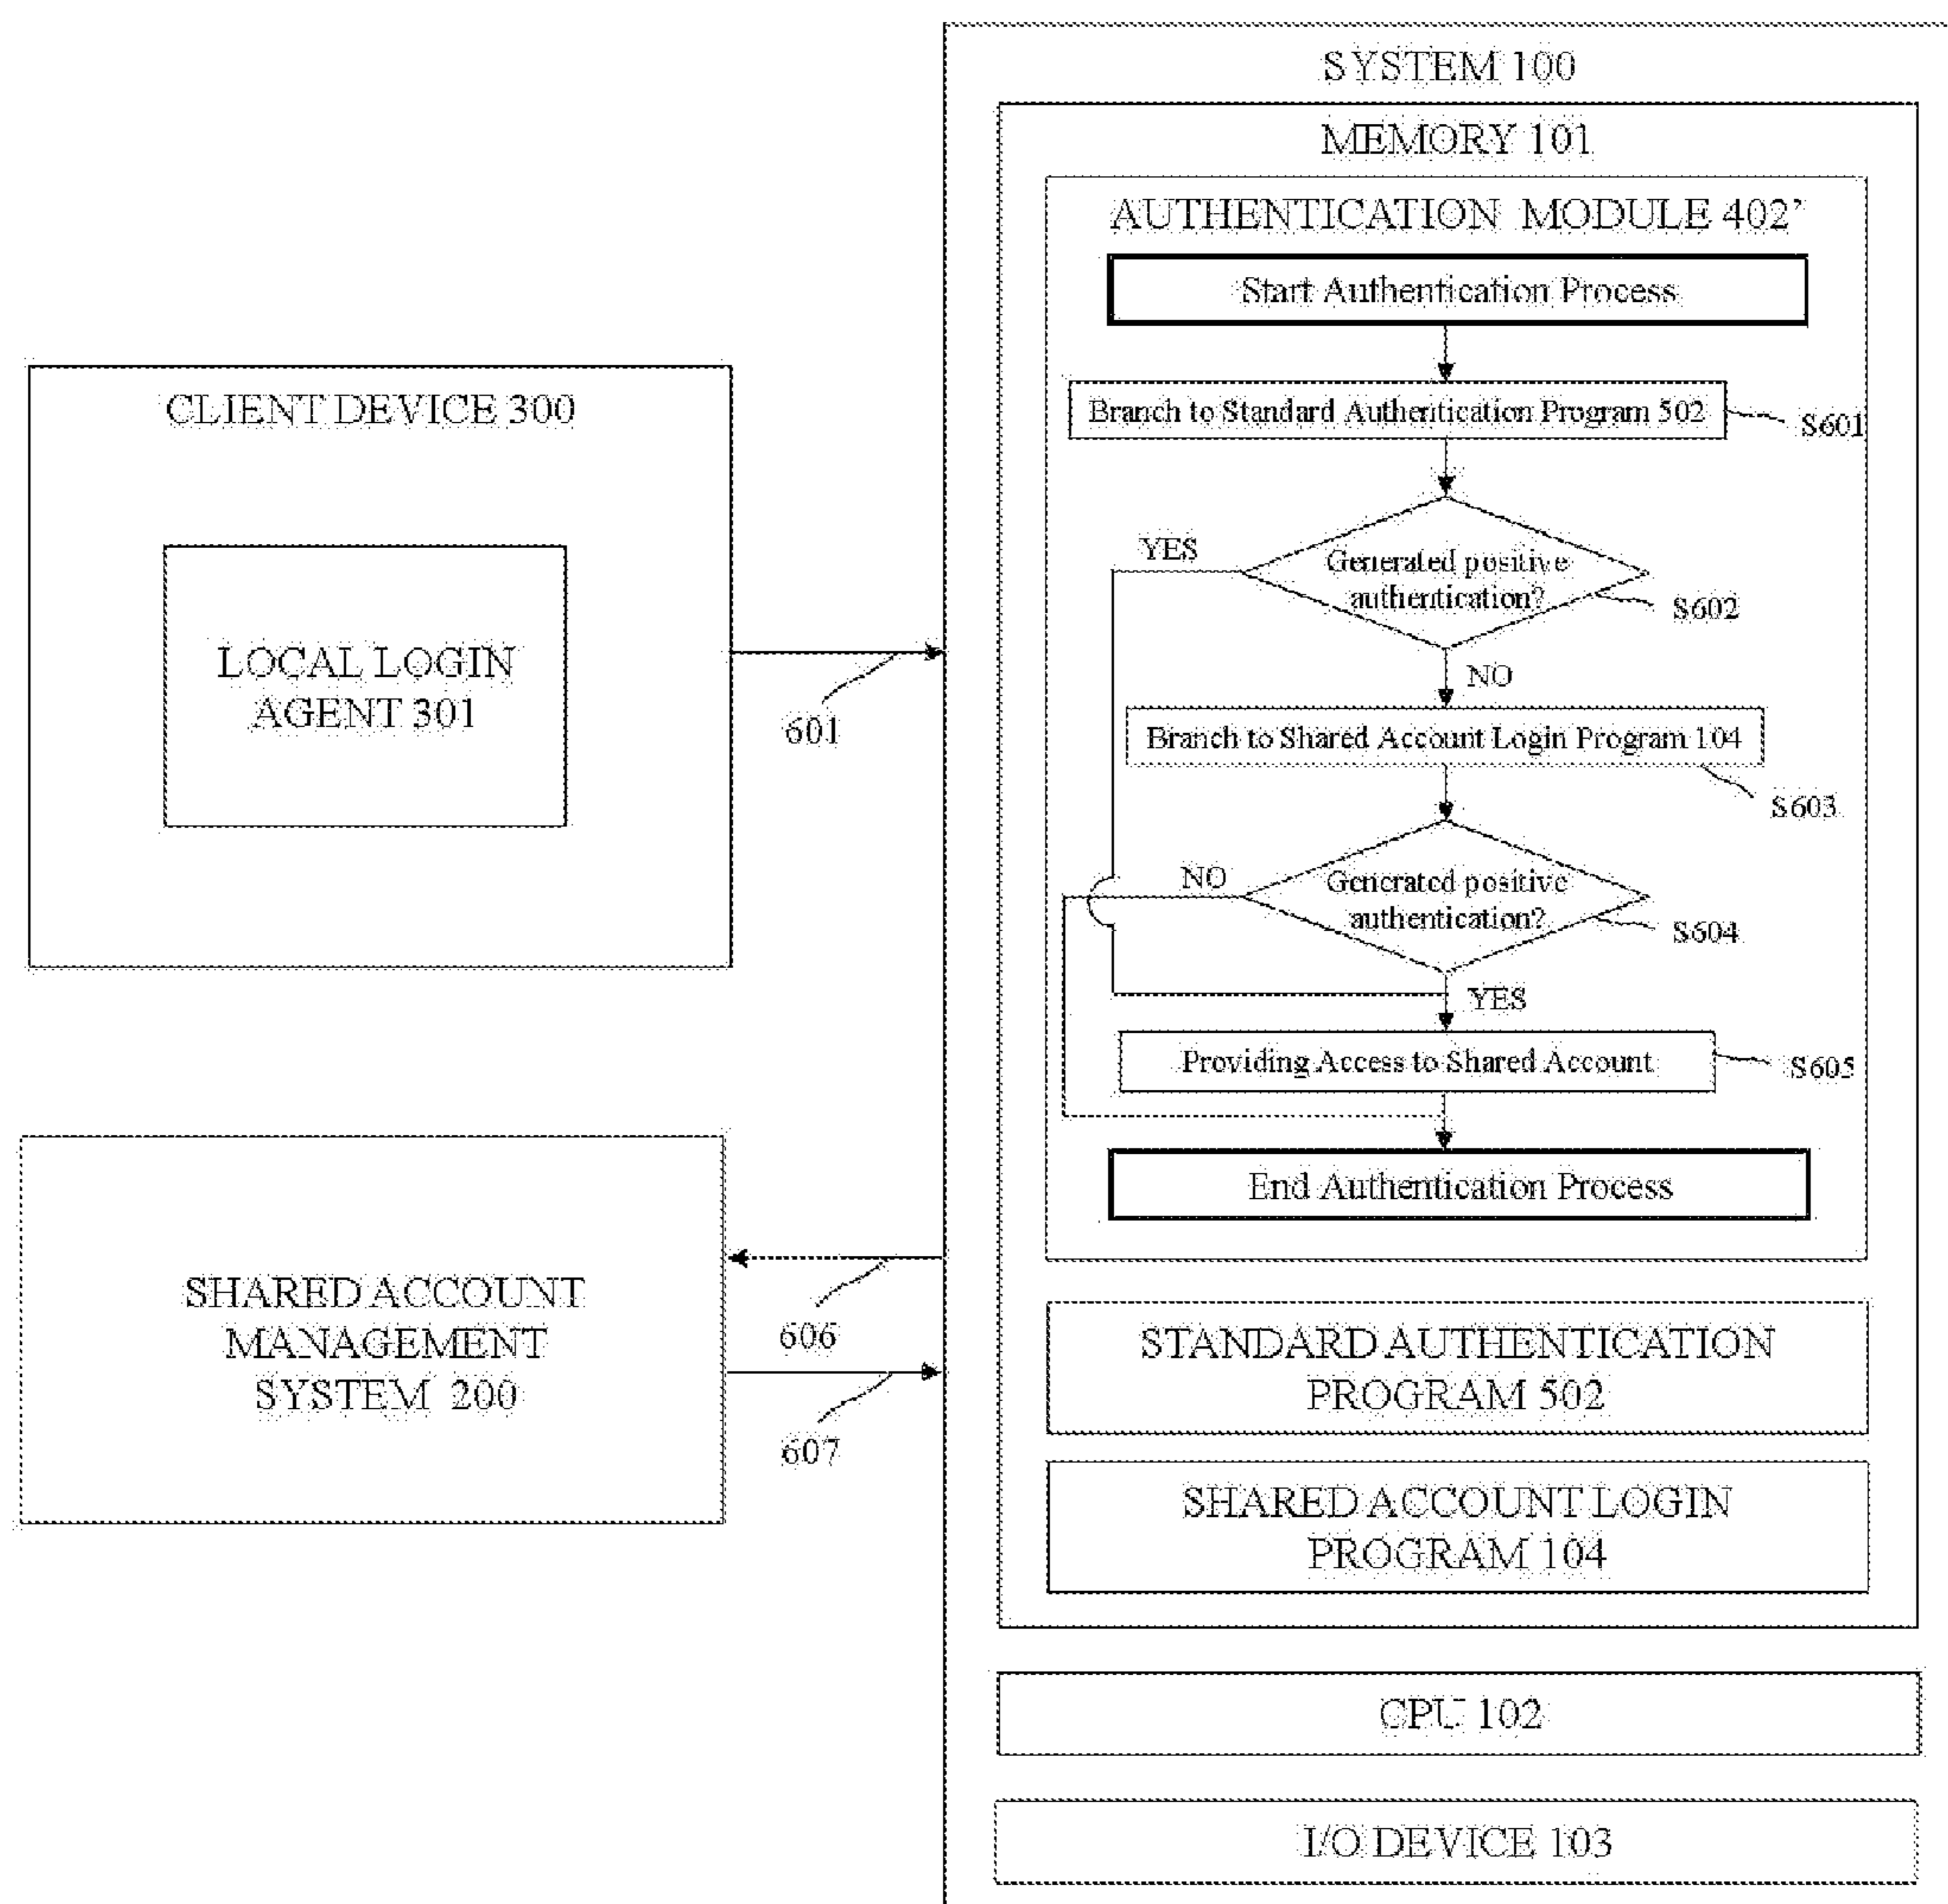 SYSTEM 100
MEMORY 101
AUTHENTICATION MODULE 402'
Start Authentication Process
Branch to Standard Authentication Program 502
S601
YES
Generated positive
authentication?
S602
NO
Branch to Shared Account Login Program 104
S603
NO
Generated positive
authentication?
S604
YES
Providing Access to Shared Account
S605
End Authentication Process
STANDARD AUTHENTICATION
PROGRAM 502
SHARED ACCOUNT LOGIN
PROGRAM 104
CPU 102
I/O DEVICE 103
CLIENT DEVICE 300
LOCAL LOGIN
AGENT 301
601
SHARED ACCOUNT
MANAGEMENT
SYSTEM 200
606
607